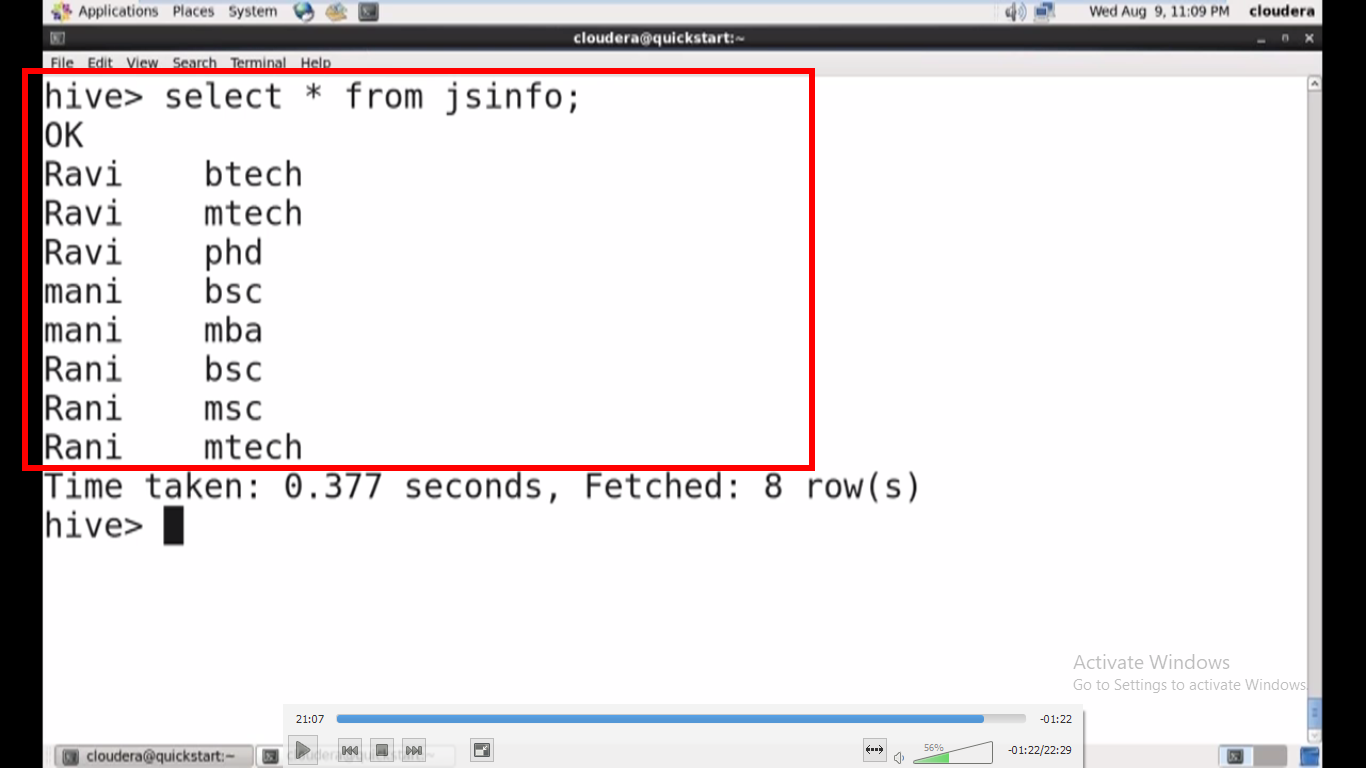 Applications Places System Wed Aug 9, 11:09 PM cloudera
cloudera@quickstart:~
File Edit View Search Terminal Help
hive> select * from jsinfo;
OK
Ravi btech
Ravi mtech
Ravi phd
mani bsc
mani mba
Rani bsc
Rani msc
Rani mtech
Time taken: 0.377 seconds, Fetched: 8 row(s)
hive>
Activate Windows
Go to Settings to activate Windows.
21:07 -01:22
56% -01:22/22:29
cloudera@quickstart:~ cloudera@quickstart:~